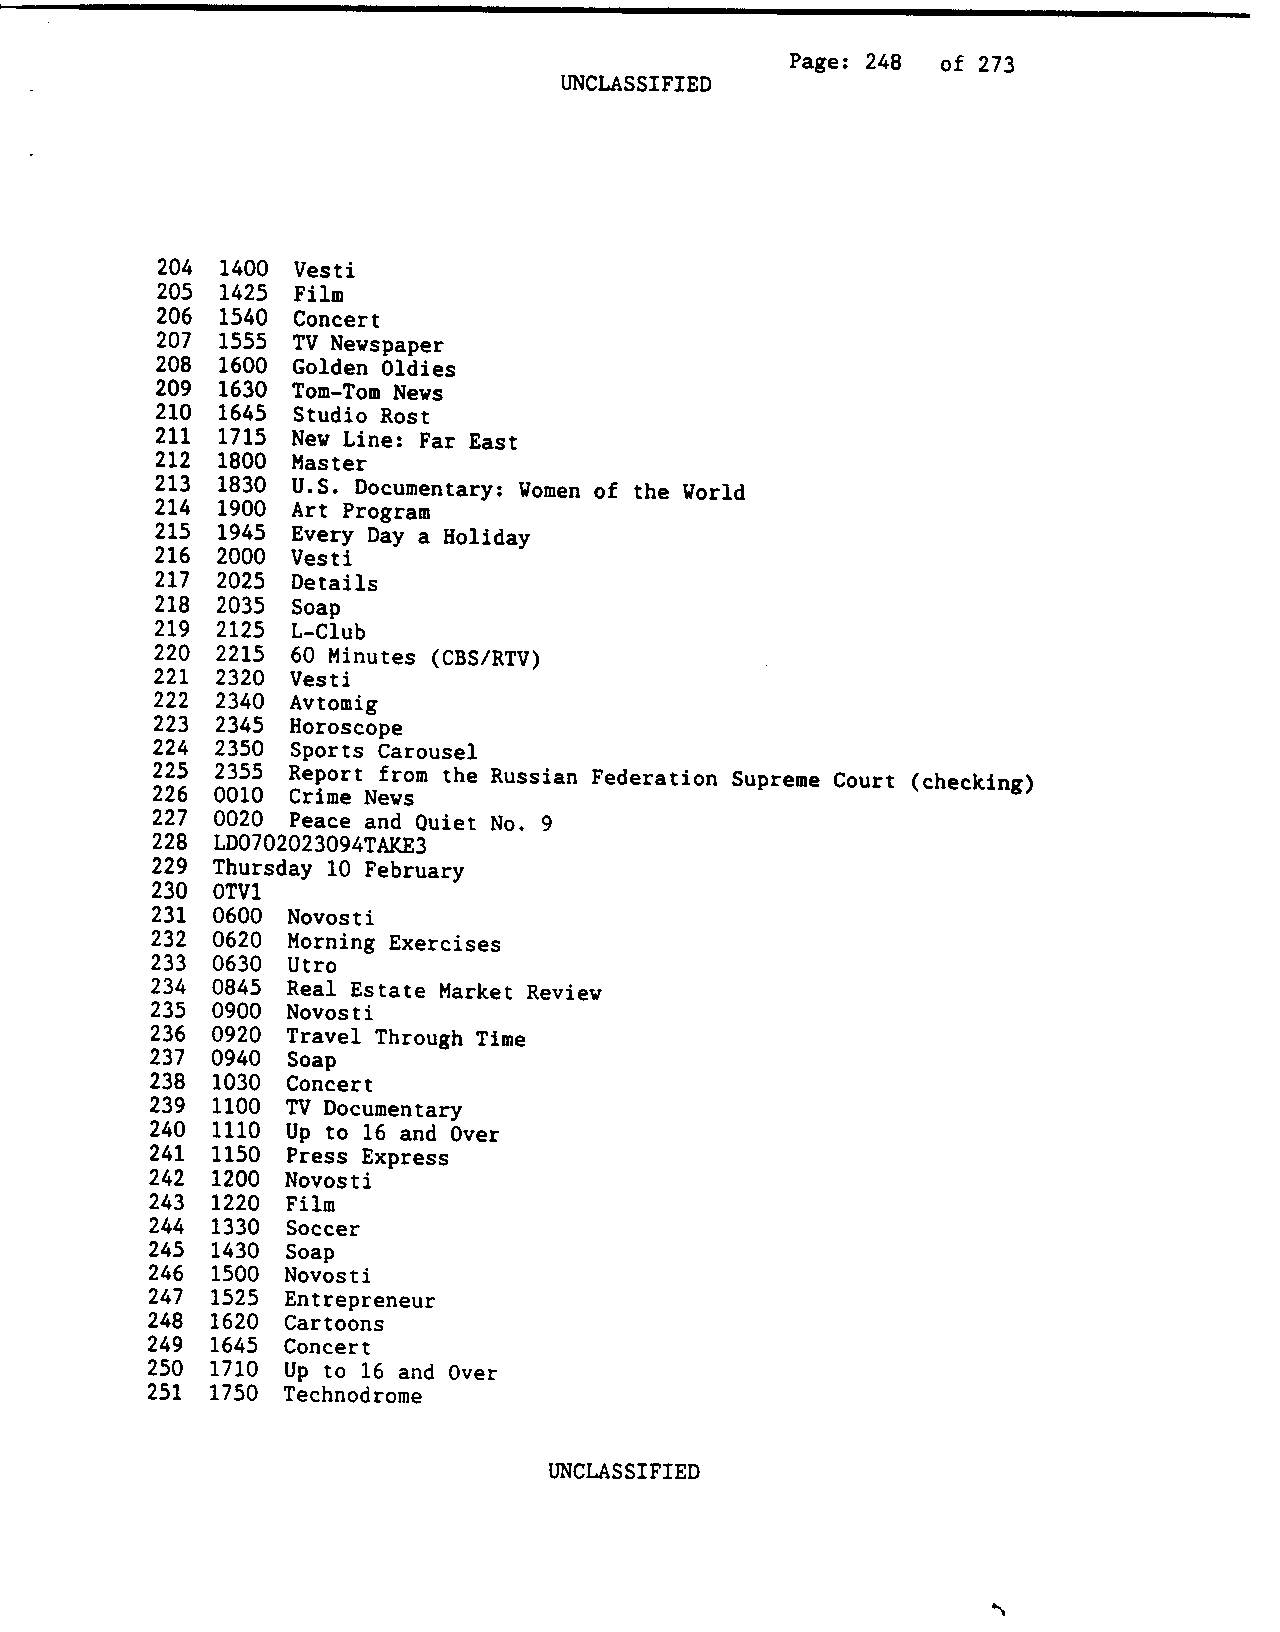 Page: 248 of 273
UNCLASSIFIED
204 1400 Vesti
205 1425 Film
206 1540 Concert
207 1555 TV Newspaper
208 1600 Golden Oldies
209 1630 Tom-Tom News
210 1645 Studio Rost
211 1715 New Line: Far East
212 1800 Master
213 1830 U.S. Documentary: Women of the World
214 1900 Art Program
215 1945 Every Day a Holiday
216 2000 Vesti
217 2025 Details
218 2035 Soap
219 2125 L-Club
220 2215 60 Minutes (CBS/RTV)
221 2320 Vesti
222 2340 Avtomig
223 2345 Horoscope
224 2350 Sports Carousel
225 2355 Report from the Russian Federation Supreme Court (checking)
226 0010 Crime News
227 0020 Peace and Quiet No. 9
228 LD0702023094TAKE3
229 Thursday 10 February
230 OTV1
231 0600 Novosti
232 0620 Morning Exercises
233 0630 Utro
234 0845 Real Estate Market Review
235 0900 Novosti
236 0920 Travel Through Time
237 0940 Soap
238 1030 Concert
239 1100 TV Documentary
240 1110 Up to 16 and Over
241 1150 Press Express
242 1200 Novosti
243 1220 Film
244 1330 Soccer
245 1430 Soap
246 1500 Novosti
247 1525 Entrepreneur
248 1620 Cartoons
249 1645 Concert
250 1710 Up to 16 and Over
251 1750 Technodrome
UNCLASSIFIED